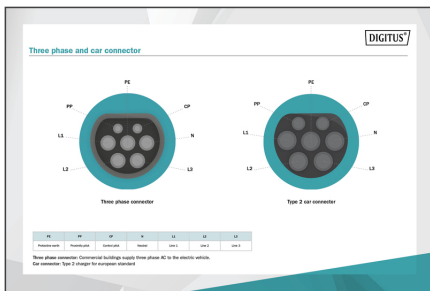 DIGITUS®
Three phase and car connector
PE
PP
CP
L1
N
L2
L3
Three phase connector
PE
PP
CP
L1
N
L2
L3
Type 2 car connector
PE PP CP N L1 L2 L3
Protective earth Proximity pilot Control pilot Neutral Line 1 Line 2 Line 3
Three phase connector: Commercial buildings supply three phase AC to the electric vehicle.
Car connector: Type 2 charger for european standard